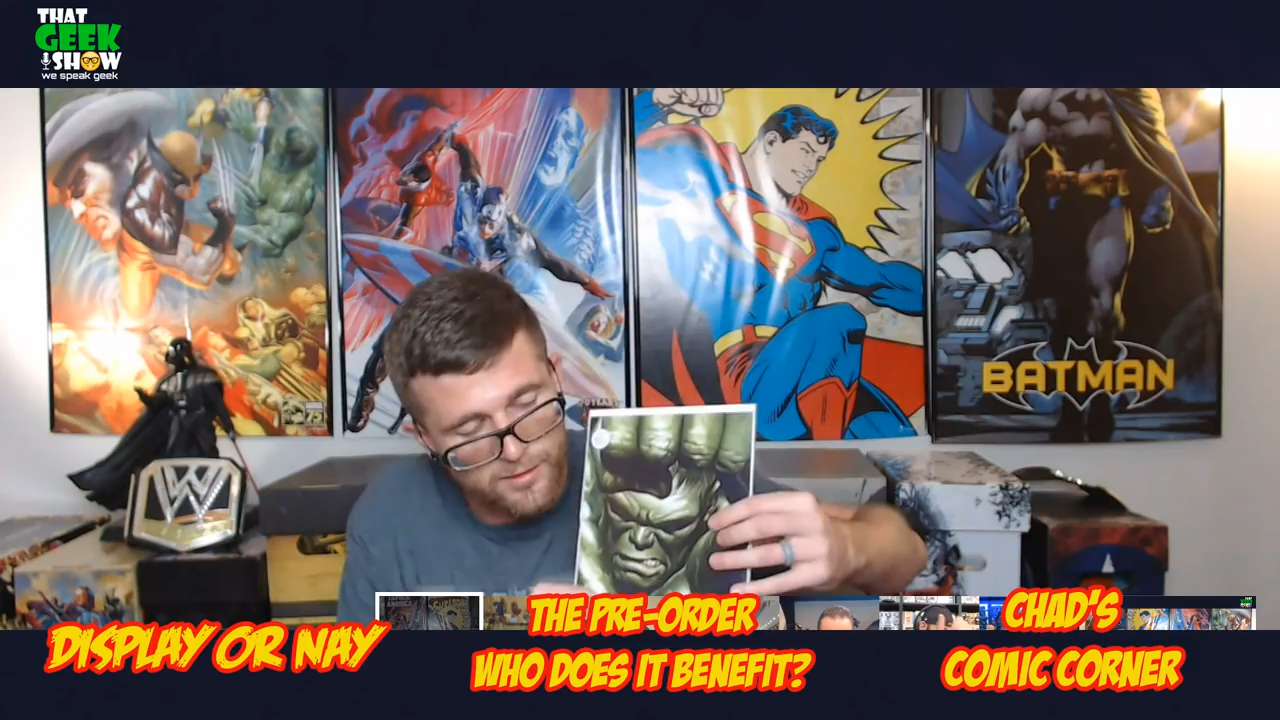 THAT
GEEK
SHOW
we speak geek
BATMAN
W
DISPLAY OR NAY
THE PRE-ORDER
WHO DOES IT BENEFIT?
CHAD'S
COMIC CORNER